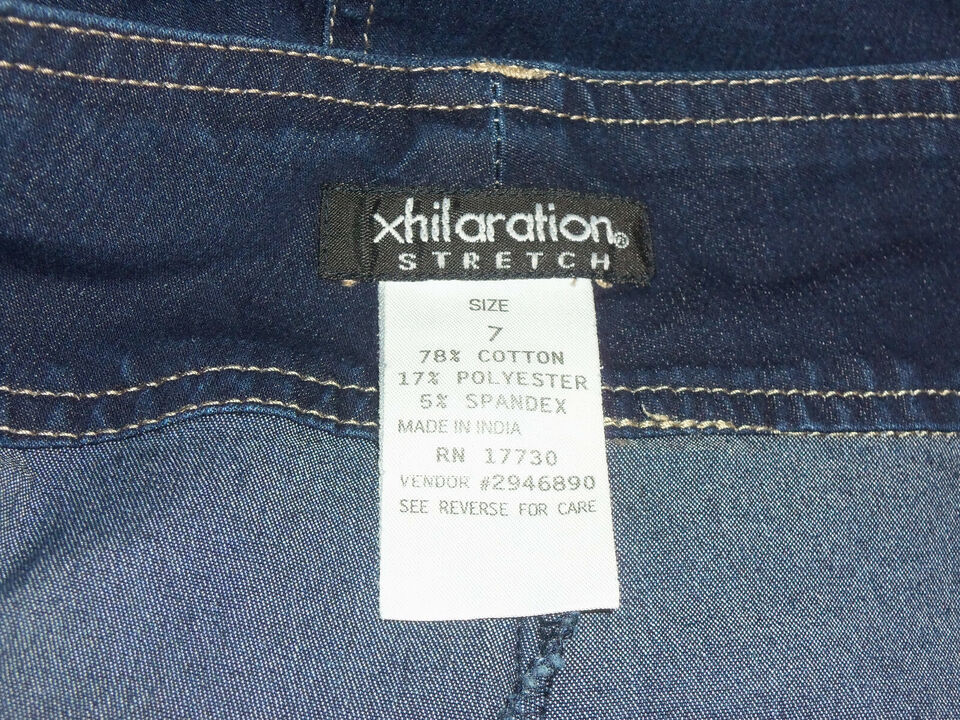 xhilaration®
STRETCH
SIZE
7
78% COTTON
17% POLYESTER
5% SPANDEX
MADE IN INDIA
RN 17730
VENDOR #2946890
SEE REVERSE FOR CARE